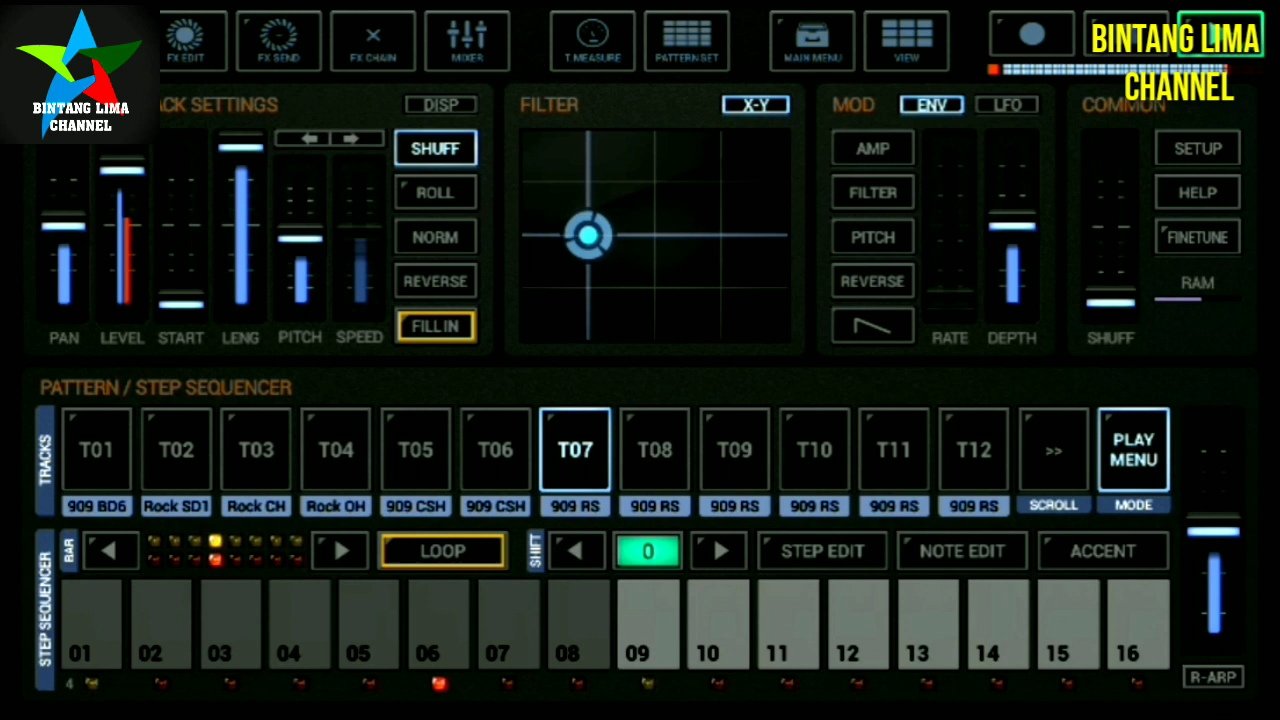 BINTANG LIMA
CHANNEL
FX EDIT
FX SEND
FX CHAIN
MIXER
T.MEASURE
PATTERN SET
MAIN MENU
VIEW
BINTANG LIMA
CHANNEL
ACK SETTINGS
DISP
FILTER
X-Y
MOD
ENV
LFO
COMMON
SHUFF
ROLL
NORM
REVERSE
FILL IN
PAN
LEVEL
START
LENG
PITCH
SPEED
AMP
FILTER
PITCH
REVERSE
RATE
DEPTH
SETUP
HELP
FINETUNE
RAM
SHUFF
PATTERN / STEP SEQUENCER
TRACKS
T01 T02 T03 T04 T05 T06 T07 T08 T09 T10 T11 T12 >> PLAY MENU
909 BD6 Rock SD1 Rock CH Rock OH 909 CSH 909 CSH 909 RS 909 RS 909 RS 909 RS 909 RS 909 RS SCROLL MODE
BAR
LOOP
SHIFT
0
STEP EDIT
NOTE EDIT
ACCENT
STEP SEQUENCER
01 02 03 04 05 06 07 08 09 10 11 12 13 14 15 16
4
R-ARP